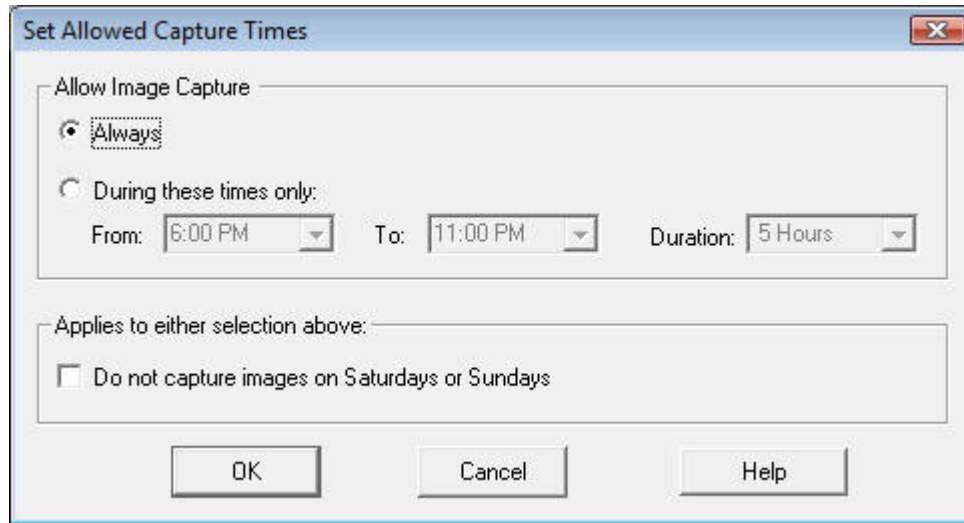 Set Allowed Capture Times
Allow Image Capture
Always
During these times only:
From: 6:00 PM To: 11:00 PM Duration: 5 Hours
Applies to either selection above:
Do not capture images on Saturdays or Sundays
OK Cancel Help